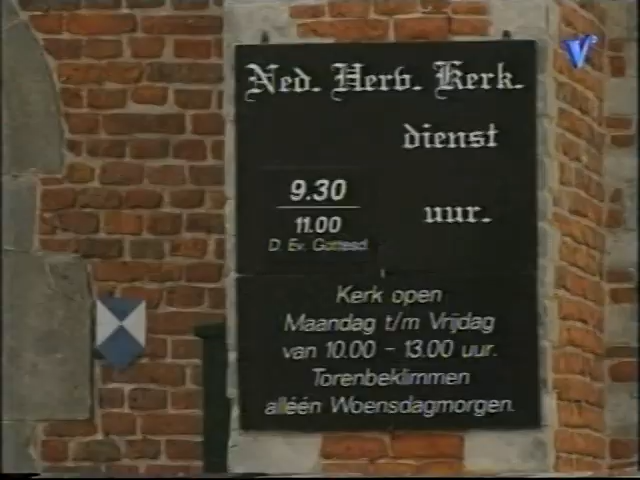 Ned. Herv. Kerk.
dienst
9.30
uur.
11.00
D. Ev. Gottesd.
Kerk open
Maandag t/m Vrijdag
van 10.00 - 13.00 uur.
Torenbeklimmen
alléén Woensdagmorgen.
V